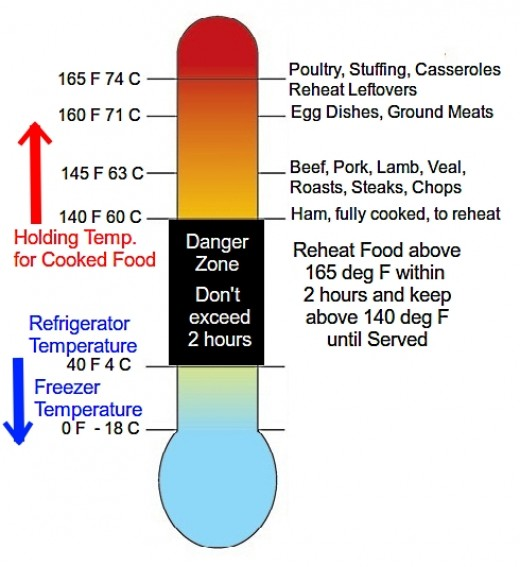 165 F 74 C
Poultry, Stuffing, Casseroles
Reheat Leftovers
160 F 71 C
Egg Dishes, Ground Meats
145 F 63 C
Beef, Pork, Lamb, Veal,
Roasts, Steaks, Chops
140 F 60 C
Ham, fully cooked, to reheat
Holding Temp.
for Cooked Food
Danger
Zone
Don't
exceed
2 hours
Reheat Food above
165 deg F within
2 hours and keep
above 140 deg F
until Served
Refrigerator
Temperature
40 F 4 C
Freezer
Temperature
0 F - 18 C